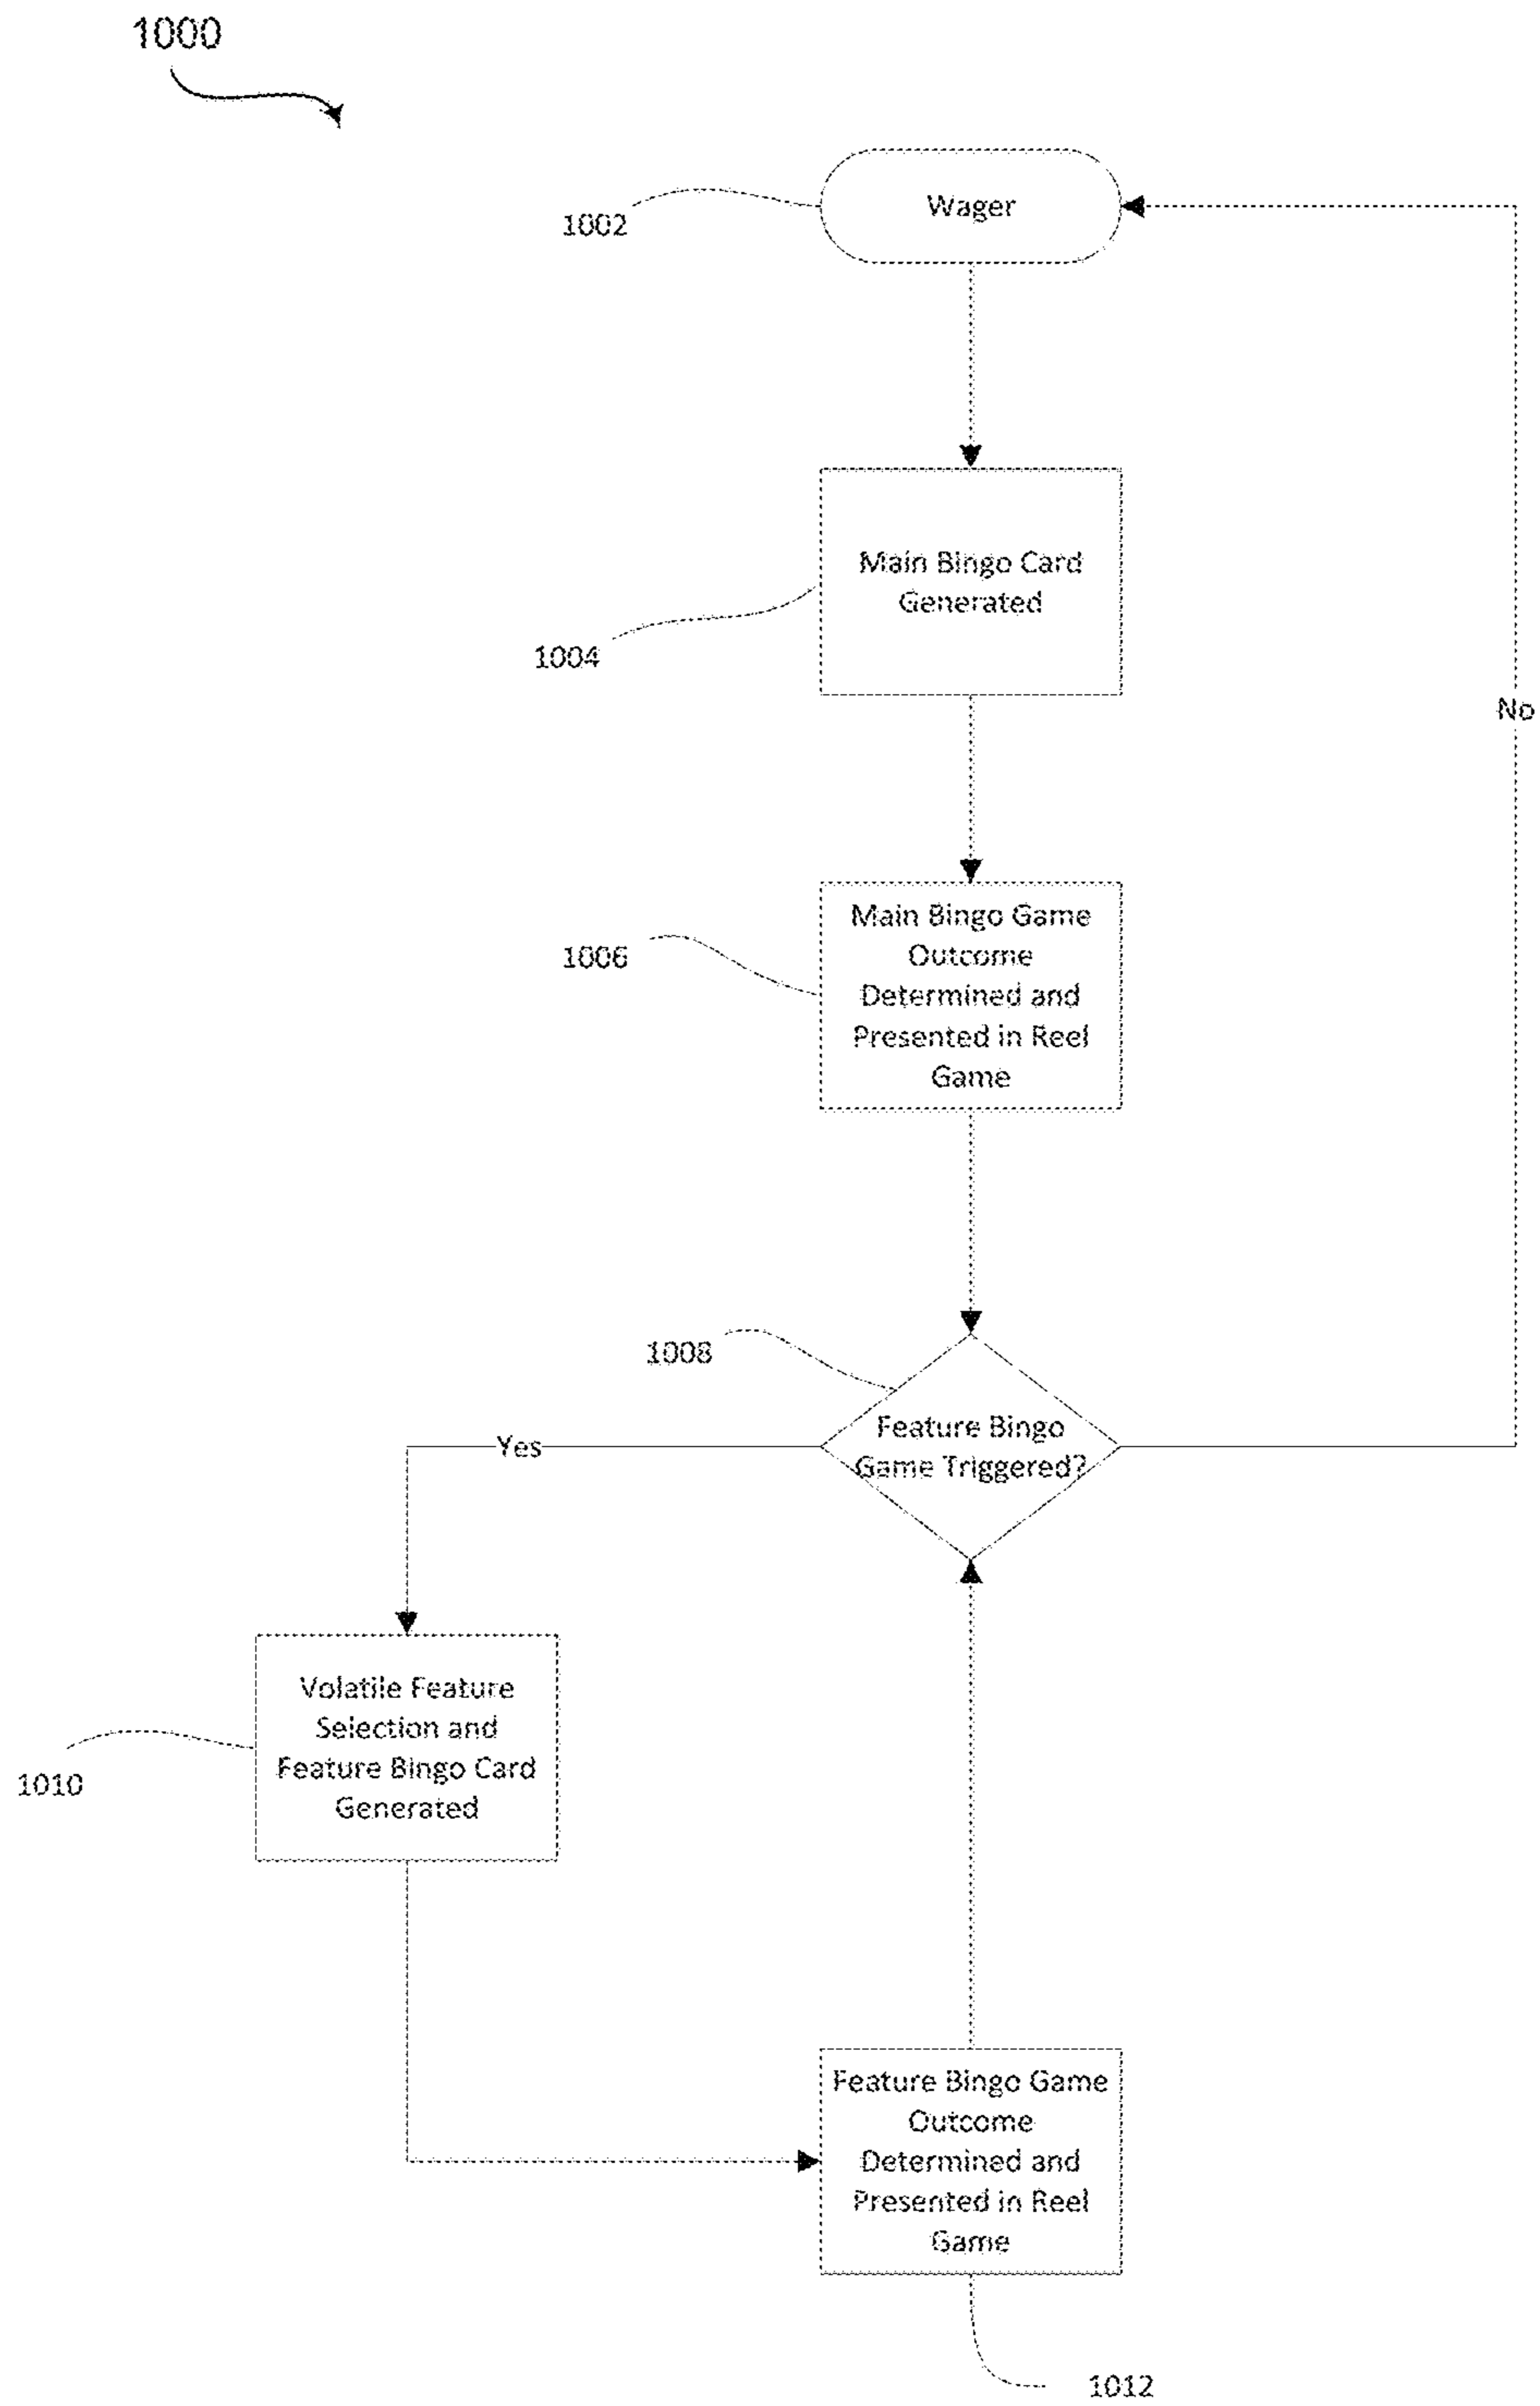 1000
Wager
1002
Main Bingo Card
Generated
1004
No
Main Bingo Game
Outcome
Determined and
Presented in Reel
Game
1006
1008
Feature Bingo
Game Triggered?
Yes
Volatile Feature
Selection and
Feature Bingo Card
Generated
1010
Feature Bingo Game
Outcome
Determined and
Presented in Reel
Game
1012